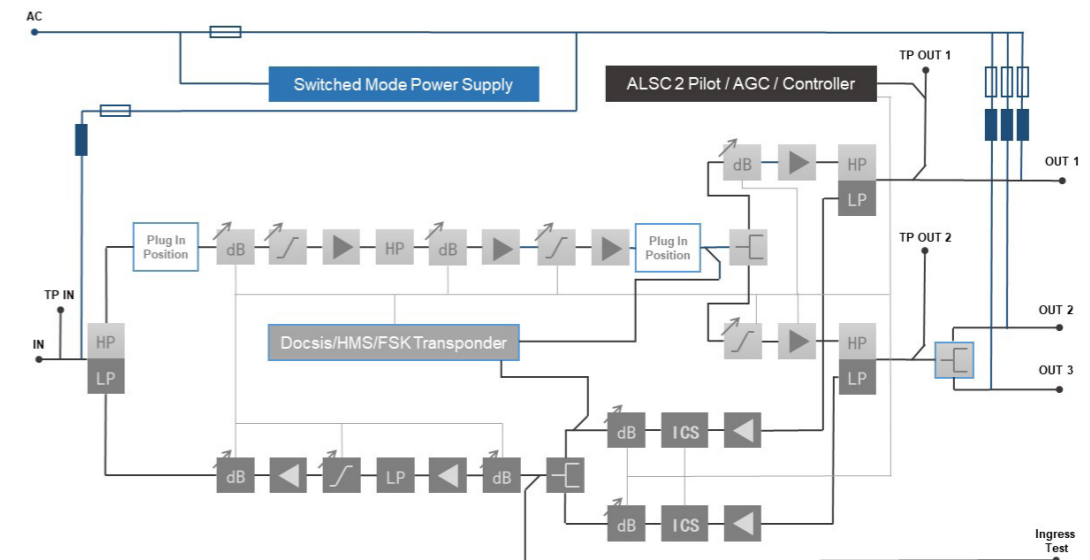 AC
TP OUT 1
Switched Mode Power Supply
ALSC 2 Pilot / AGC / Controller
OUT 1
dB
HP
LP
Plug In
Position
dB
HP
dB
Plug In
Position
TP OUT 2
TP IN
OUT 2
IN
HP
LP
Docsis/HMS/FSK Transponder
HP
LP
OUT 3
dB
ICS
dB
LP
dB
dB
ICS
Ingress
Test